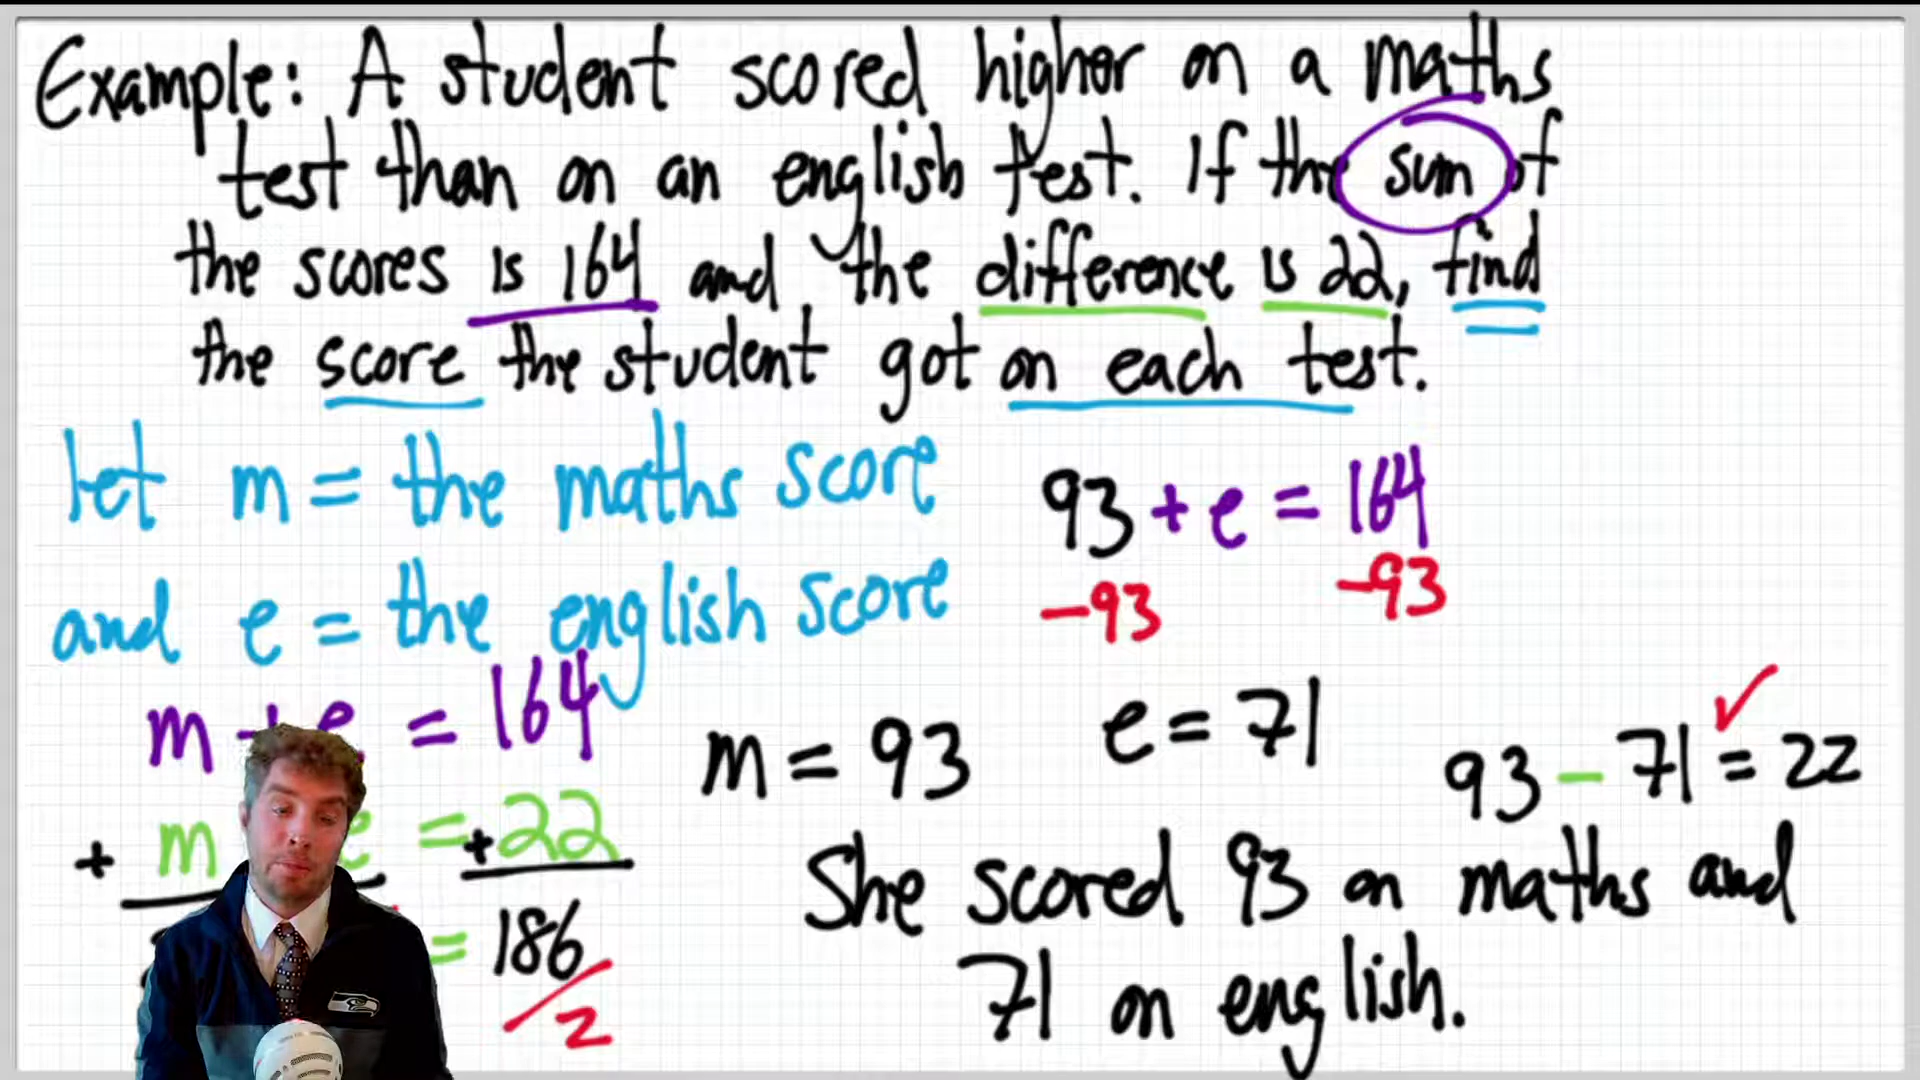 Example: A student scored higher on a maths
test than on an english test. If the sum of
the scores is 164 and the difference is 22, find
the score the student got on each test.
let m = the maths score
and e = the english score
m + e = 164
+ m e = +22
= 186
/2
93 + e = 164
-93 -93
m = 93
e = 71
93 - 71 = 22
She scored 93 on maths and
71 on english.